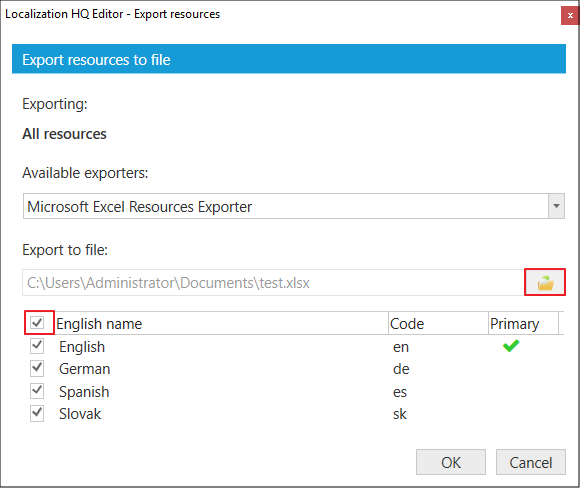 Localization HQ Editor - Export resources
x
Export resources to file
Exporting:
All resources
Available exporters:
Microsoft Excel Resources Exporter
Export to file:
C:\Users\Administrator\Documents\test.xlsx
English name Code Primary
English en
German de
Spanish es
Slovak sk
OK Cancel